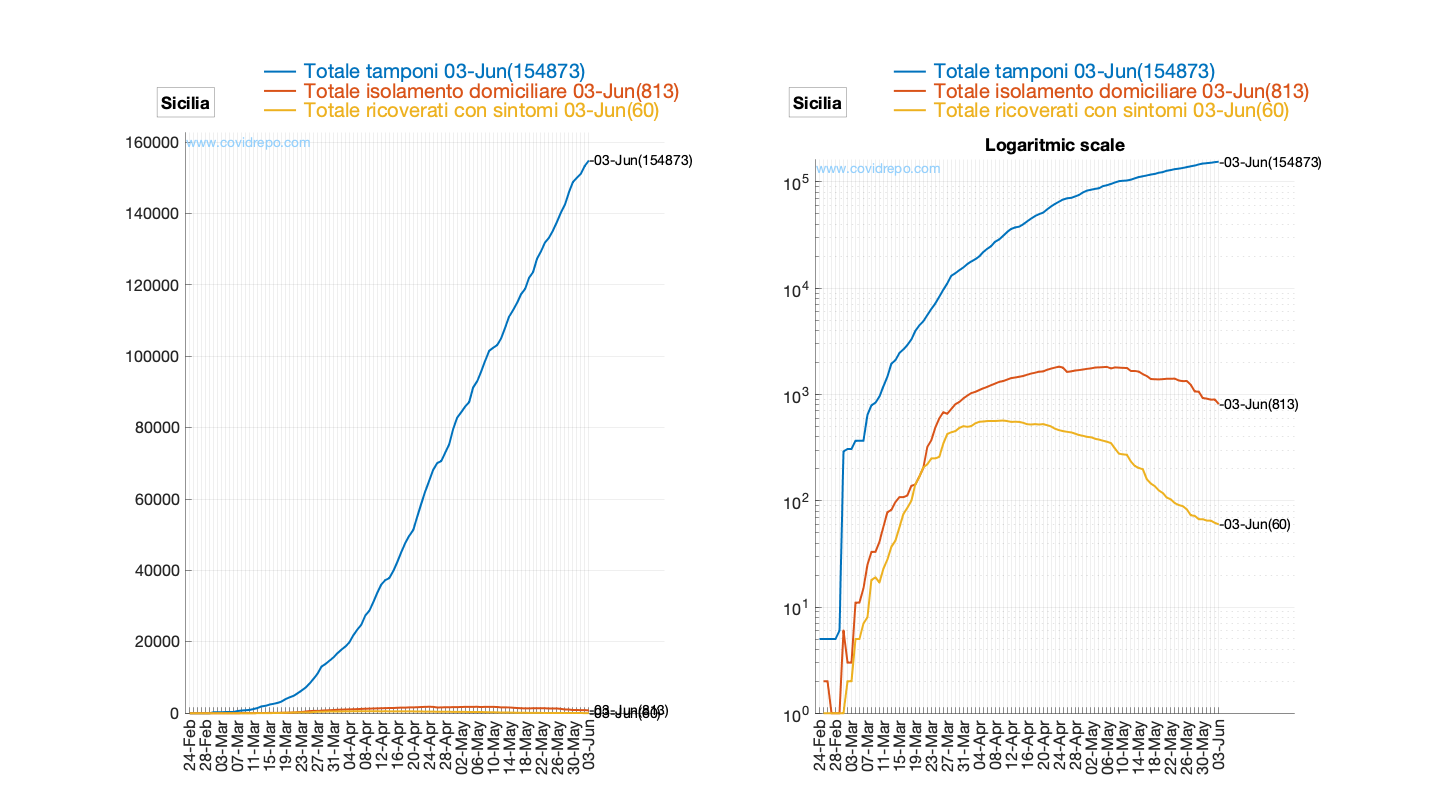 Totale tamponi 03-Jun(154873)
Totale isolamento domiciliare 03-Jun(813)
Totale ricoverati con sintomi 03-Jun(60)
Sicilia
www.covidrepo.com
160000
140000
120000
100000
80000
60000
40000
20000
0
03-Jun(154873)
03-Jun(813)
03-Jun(60)
24-Feb
28-Feb
03-Mar
07-Mar
11-Mar
15-Mar
19-Mar
23-Mar
27-Mar
31-Mar
04-Apr
08-Apr
12-Apr
16-Apr
20-Apr
24-Apr
28-Apr
02-May
06-May
10-May
14-May
18-May
22-May
26-May
30-May
03-Jun
Totale tamponi 03-Jun(154873)
Totale isolamento domiciliare 03-Jun(813)
Totale ricoverati con sintomi 03-Jun(60)
Sicilia
Logaritmic scale
www.covidrepo.com
10^5
10^4
10^3
10^2
10^1
10^0
03-Jun(154873)
03-Jun(813)
03-Jun(60)
24-Feb
28-Feb
03-Mar
07-Mar
11-Mar
15-Mar
19-Mar
23-Mar
27-Mar
31-Mar
04-Apr
08-Apr
12-Apr
16-Apr
20-Apr
24-Apr
28-Apr
02-May
06-May
10-May
14-May
18-May
22-May
26-May
30-May
03-Jun